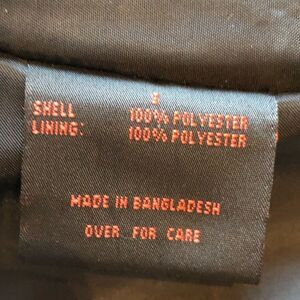 S
SHELL 100% POLYESTER
LINING: 100% POLYESTER
MADE IN BANGLADESH
OVER FOR CARE